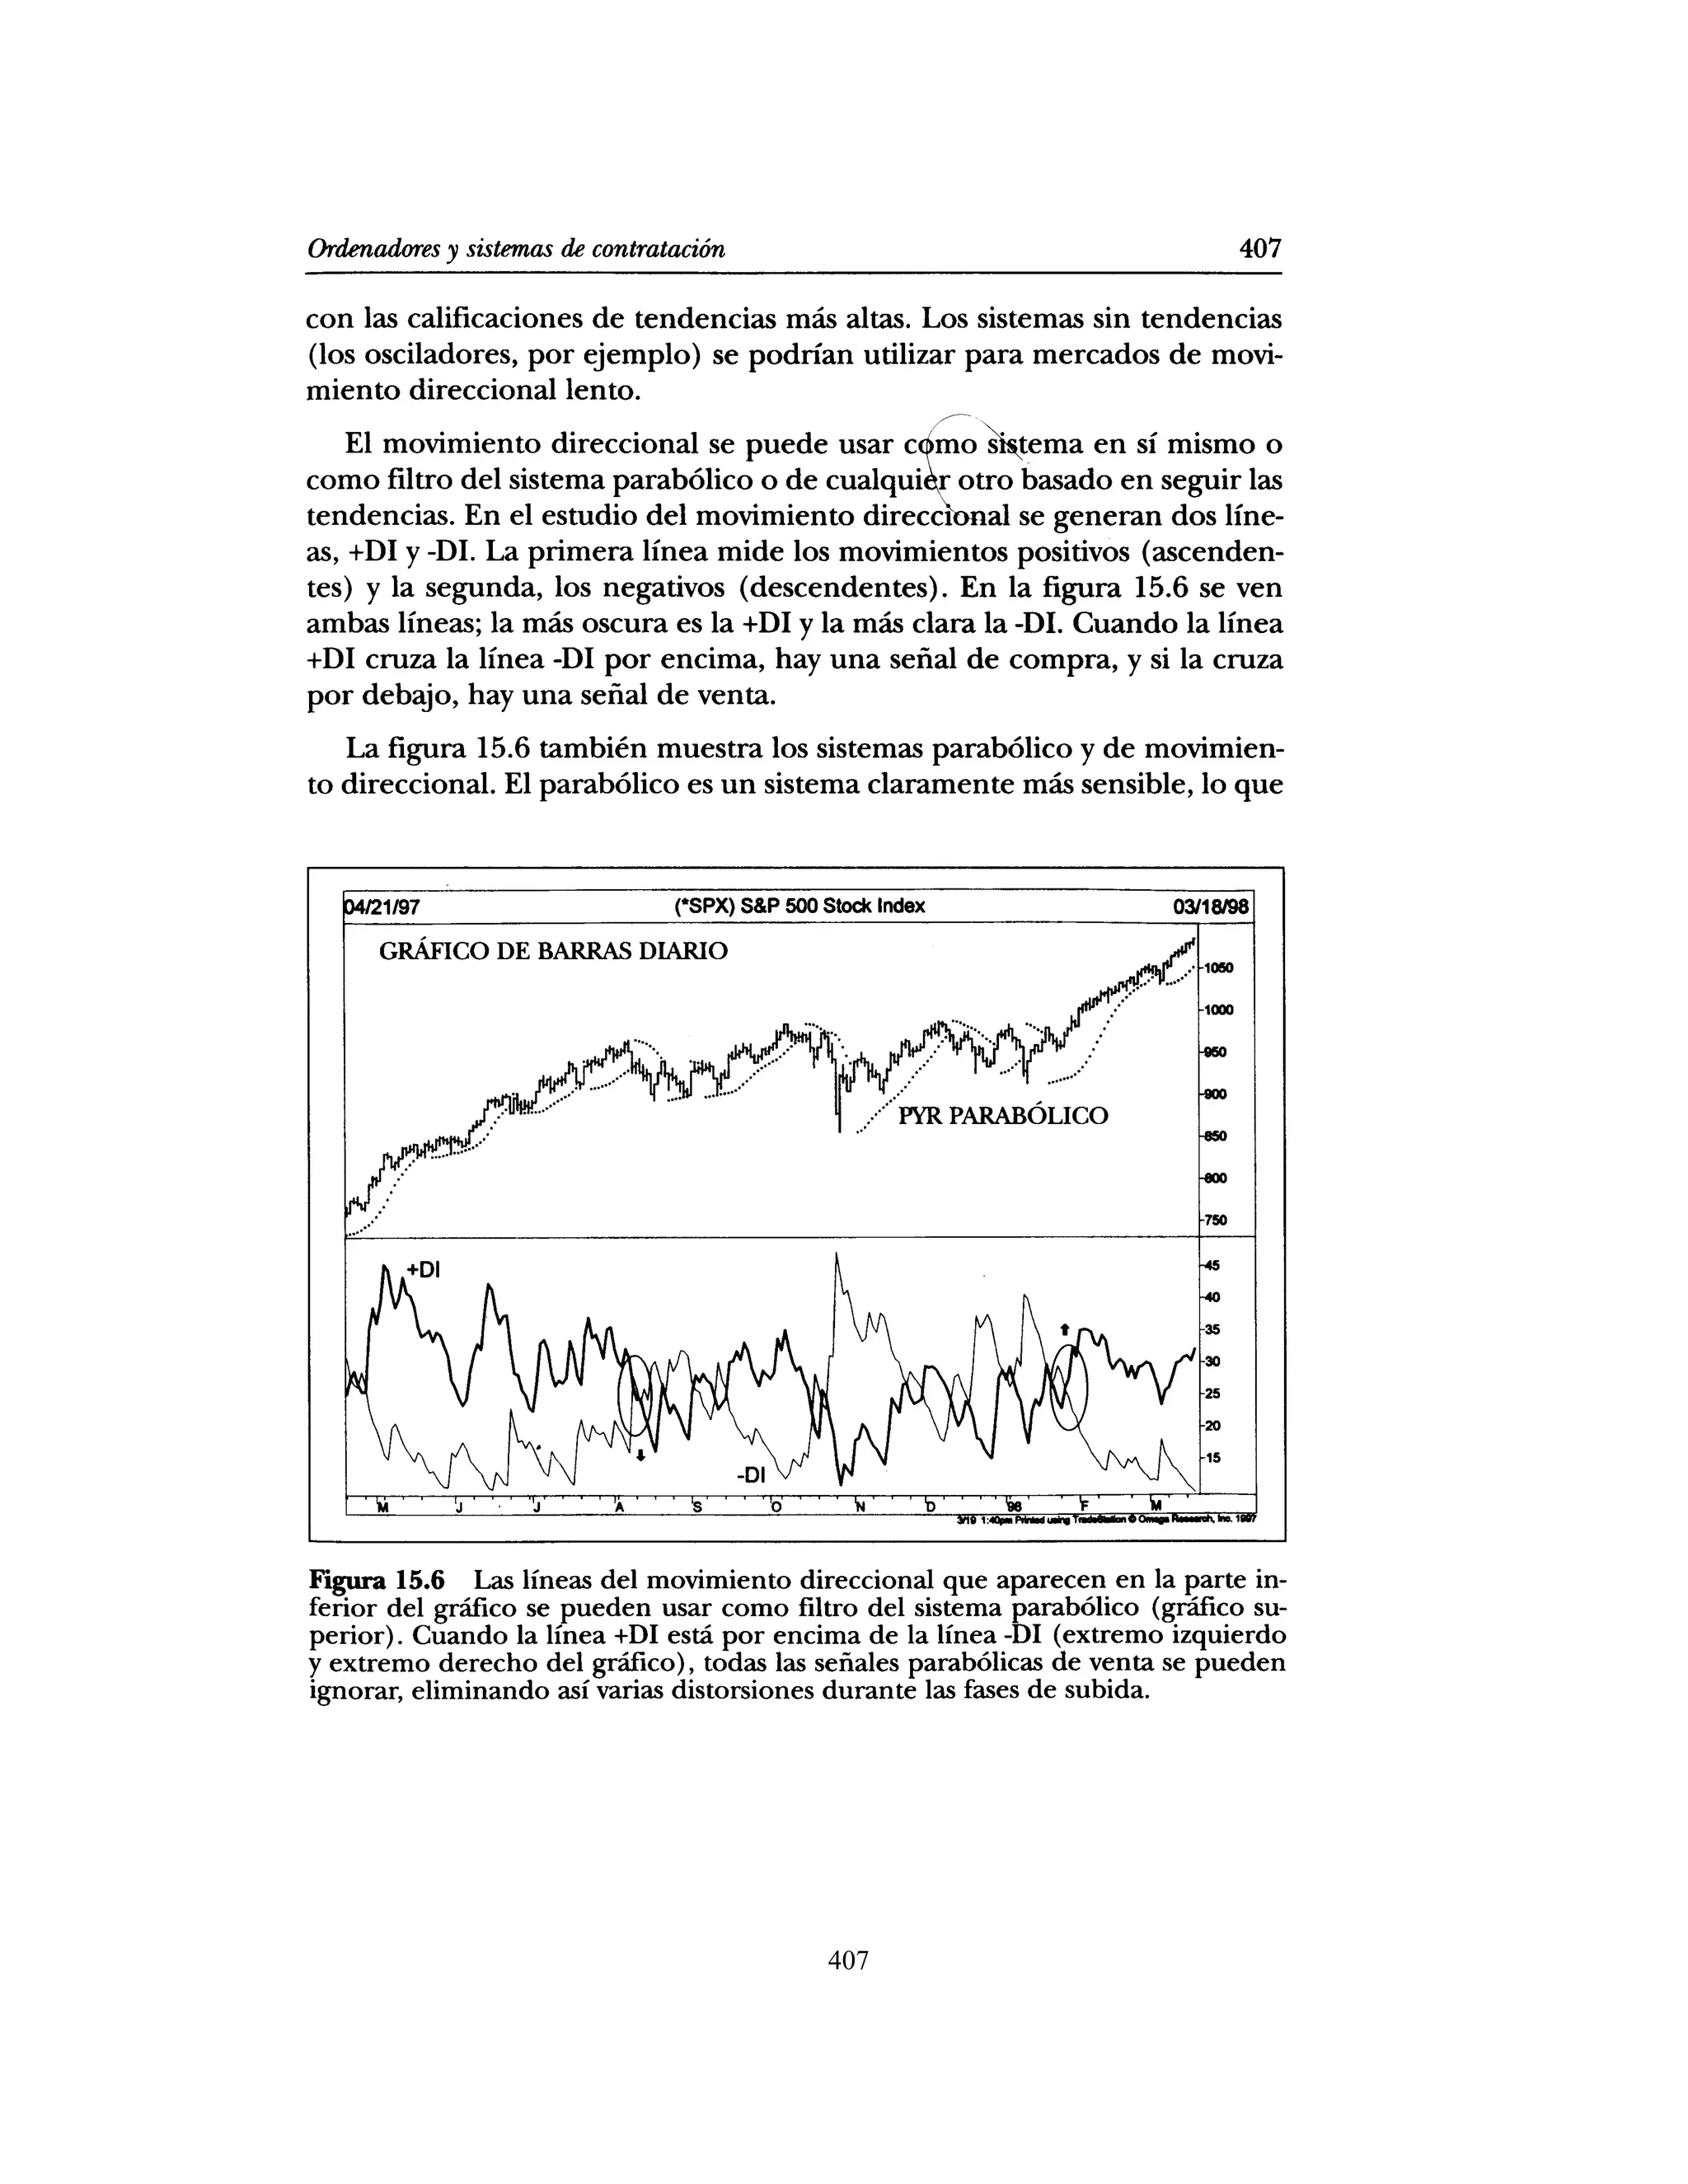 Ordenadores y sistemas de contratación 407
con las calificaciones de tendencias más altas. Los sistemas sin tendencias
(los osciladores, por ejemplo) se podrían utilizar para mercados de movi-
miento direccional lento.
El movimiento direccional se puede usar como sistema en sí mismo o
como filtro del sistema parabólico o de cualquier otro basado en seguir las
tendencias. En el estudio del movimiento direccional se generan dos líne-
as, +DI y -DI. La primera línea mide los movimientos positivos (ascenden-
tes) y la segunda, los negativos (descendentes). En la figura 15.6 se ven
ambas líneas; la más oscura es la +DI y la más clara la -DI. Cuando la línea
+DI cruza la línea -DI por encima, hay una señal de compra, y si la cruza
por debajo, hay una señal de venta.
La figura 15.6 también muestra los sistemas parabólico y de movimien-
to direccional. El parabólico es un sistema claramente más sensible, lo que
04/21/97 (*SPX) S&P 500 Stock Index 03/18/98
GRÁFICO DE BARRAS DIARIO
1050
1000
950
900
PYR PARABÓLICO
850
800
750
+DI
45
40
35
30
25
20
15
-DI
M J J A S O N D 98 F M
3/19 1:40pm Printed using TradeStation © Omega Research, Inc. 1997
Figura 15.6 Las líneas del movimiento direccional que aparecen en la parte in-
ferior del gráfico se pueden usar como filtro del sistema parabólico (gráfico su-
perior). Cuando la línea +DI está por encima de la línea -DI (extremo izquierdo
y extremo derecho del gráfico), todas las señales parabólicas de venta se pueden
ignorar, eliminando así varias distorsiones durante las fases de subida.
407